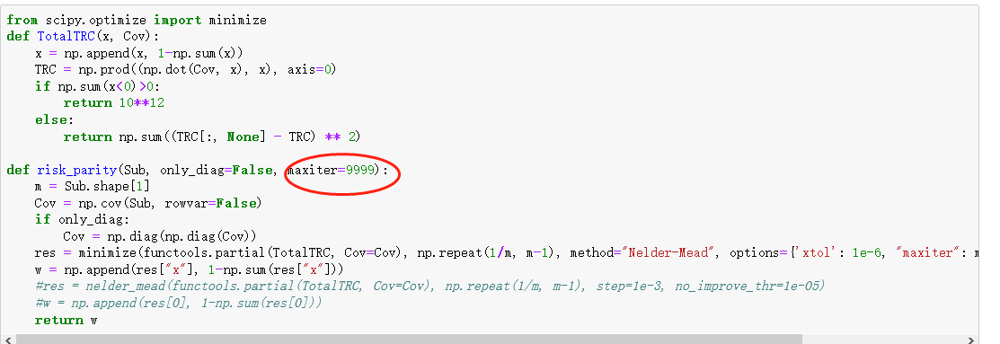 from scipy.optimize import minimize
def TotalTRC(x, Cov):
    x = np.append(x, 1-np.sum(x))
    TRC = np.prod((np.dot(Cov, x), x), axis=0)
    if np.sum(x<0)>0:
        return 10**12
    else:
        return np.sum((TRC[:, None] - TRC) ** 2)
def risk_parity(Sub, only_diag=False, maxiter=9999):
    m = Sub.shape[1]
    Cov = np.cov(Sub, rowvar=False)
    if only_diag:
        Cov = np.diag(np.diag(Cov))
    res = minimize(functools.partial(TotalTRC, Cov=Cov), np.repeat(1/m, m-1), method="Nelder-Mead", options={'xtol': 1e-6, "maxiter": m
    w = np.append(res["x"], 1-np.sum(res["x"]))
    #res = nelder_mead(functools.partial(TotalTRC, Cov=Cov), np.repeat(1/m, m-1), step=1e-3, no_improve_thr=1e-05)
    #w = np.append(res[0], 1-np.sum(res[0]))
    return w